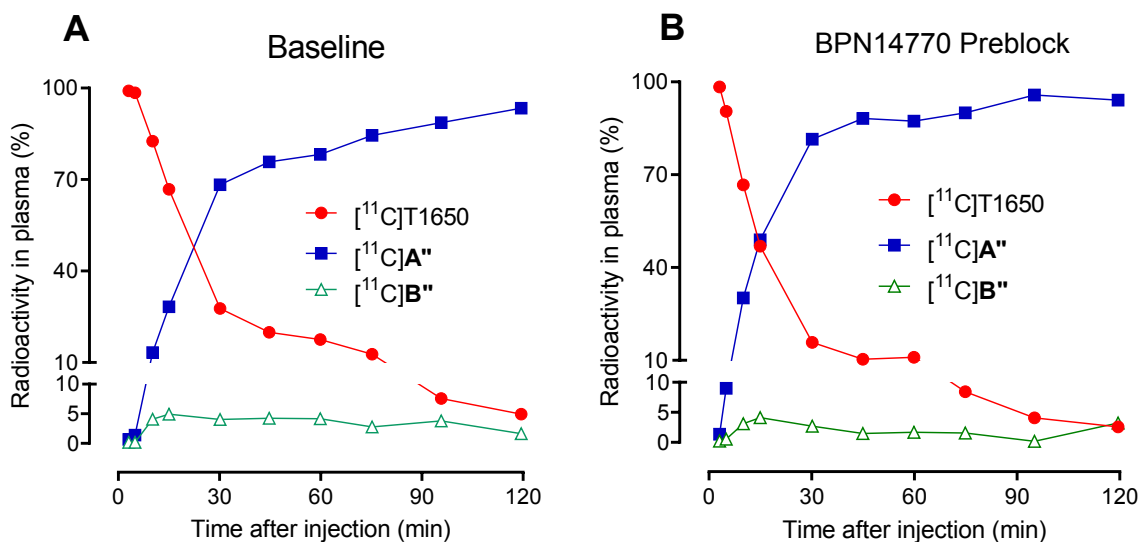 A
Baseline
Radioactivity in plasma (%)
100
70
40
10
10
5
0
[¹¹C]T1650
[¹¹C]A"
[¹¹C]B"
0 30 60 90 120
Time after injection (min)
B
BPN14770 Preblock
Radioactivity in plasma (%)
100
70
40
10
10
5
0
[¹¹C]T1650
[¹¹C]A"
[¹¹C]B"
0 30 60 90 120
Time after injection (min)